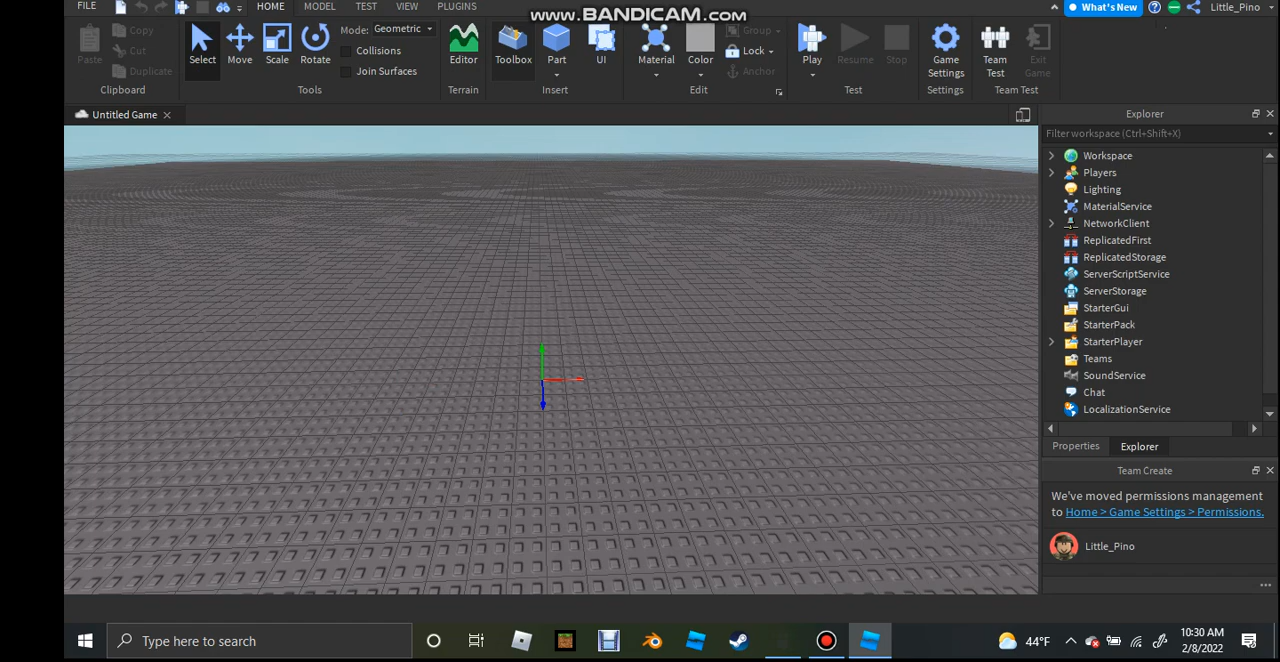 www.BANDICAM.com
FILE HOME MODEL TEST VIEW PLUGINS What's New Little_Pino
Paste Copy Cut Duplicate Clipboard
Select Move Scale Rotate Mode: Geometric Collisions Join Surfaces Tools
Editor Terrain
Toolbox Part UI Insert
Material Color Group Lock Anchor Edit
Play Resume Stop Test
Game Settings Settings
Team Test Exit Game Team Test
Untitled Game
Explorer
Filter workspace (Ctrl+Shift+X)
Workspace
Players
Lighting
MaterialService
NetworkClient
ReplicatedFirst
ReplicatedStorage
ServerScriptService
ServerStorage
StarterGui
StarterPack
StarterPlayer
Teams
SoundService
Chat
LocalizationService
Properties Explorer
Team Create
We've moved permissions management
to Home > Game Settings > Permissions.
Little_Pino
Type here to search
44°F
10:30 AM
2/8/2022